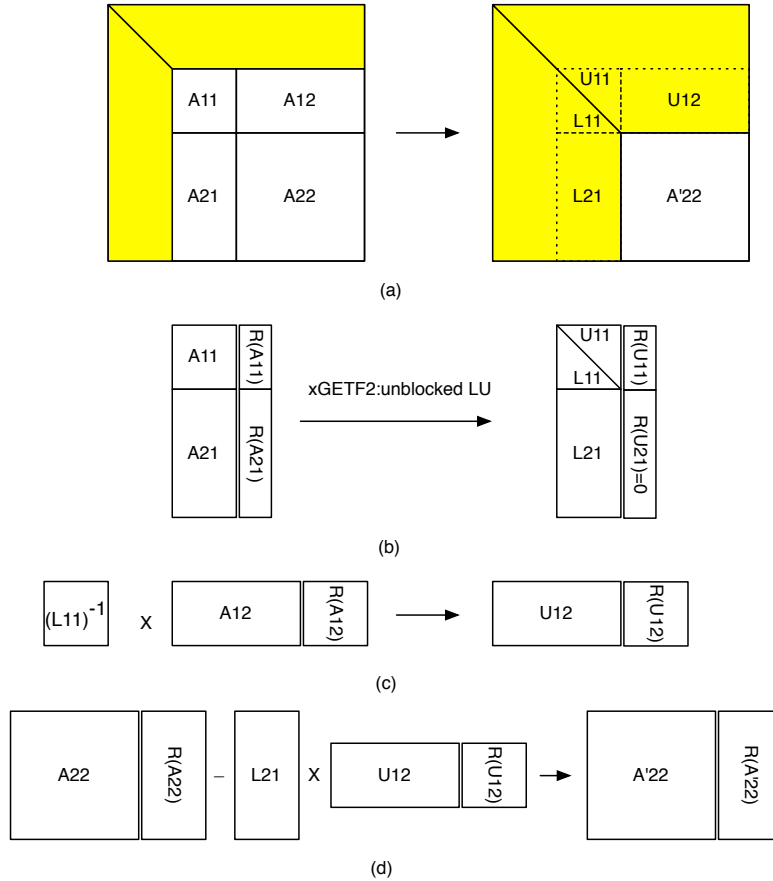 A11 A12 U11 U12
L11
A21 A22 L21 A'22
(a)
A11 R(A11) U11 R(U11)
xGETF2:unblocked LU
L11
A21 R(A21) L21 R(U21)=0
(b)
(L11)-1 X A12 R(A12) U12 R(U12)
(c)
A22 R(A22) – L21 X U12 R(U12) A'22 R(A'22)
(d)